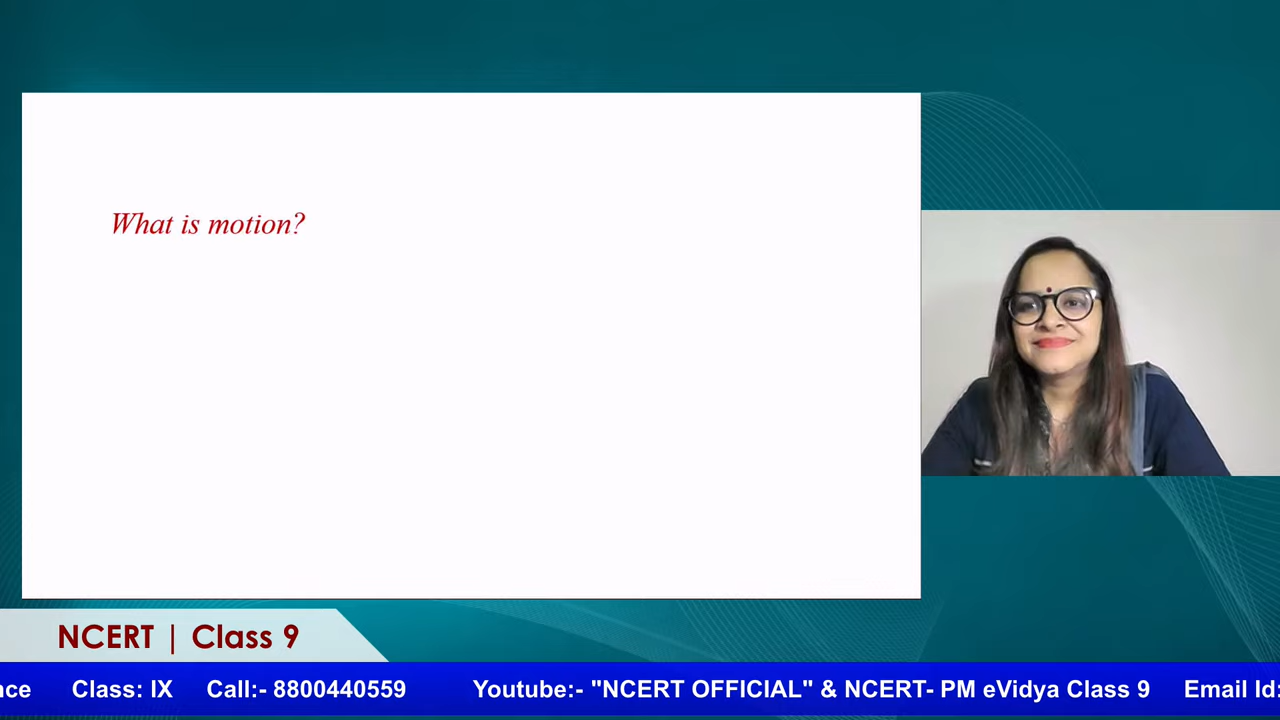 What is motion?
NCERT | Class 9
Class: IX Call:- 8800440559 Youtube:- "NCERT OFFICIAL" & NCERT- PM eVidya Class 9 Email Id: